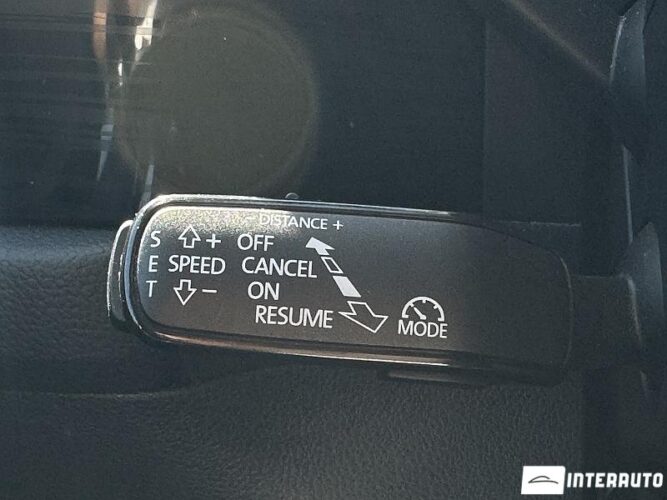 - DISTANCE +
S + OFF
E SPEED CANCEL
T - ON
RESUME
MODE
INTERAUTO